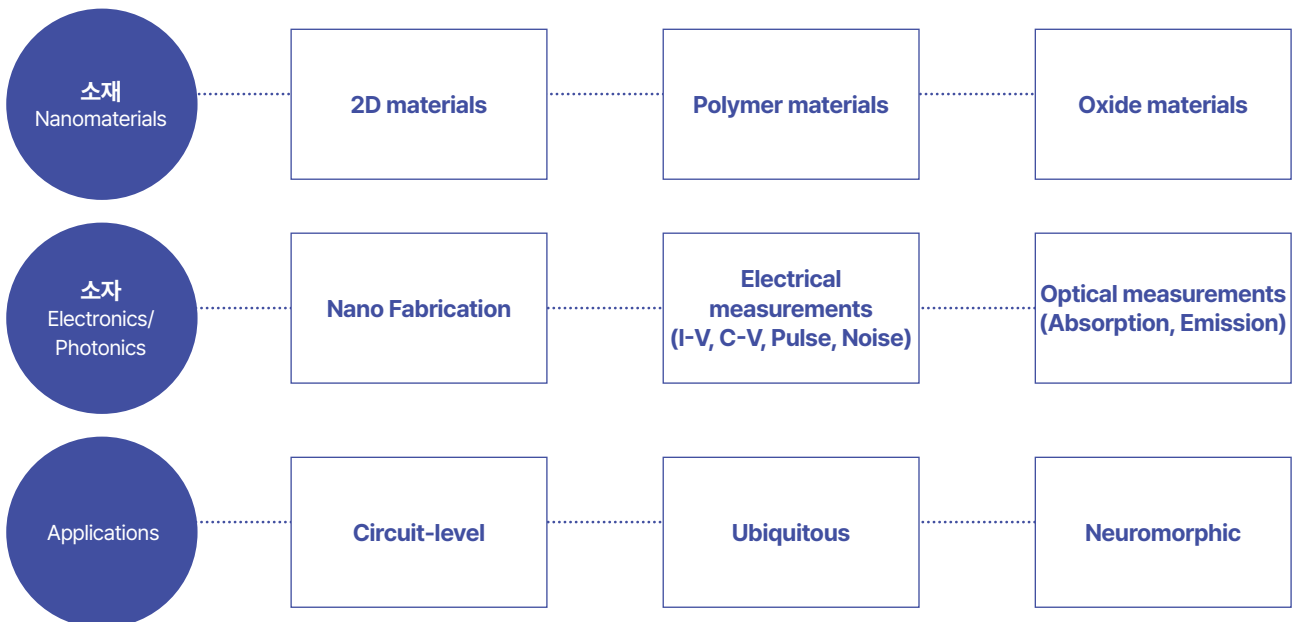 소재
Nanomaterials
2D materials
Polymer materials
Oxide materials
소자
Electronics/
Photonics
Nano Fabrication
Electrical
measurements
(I-V, C-V, Pulse, Noise)
Optical measurements
(Absorption, Emission)
Applications
Circuit-level
Ubiquitous
Neuromorphic